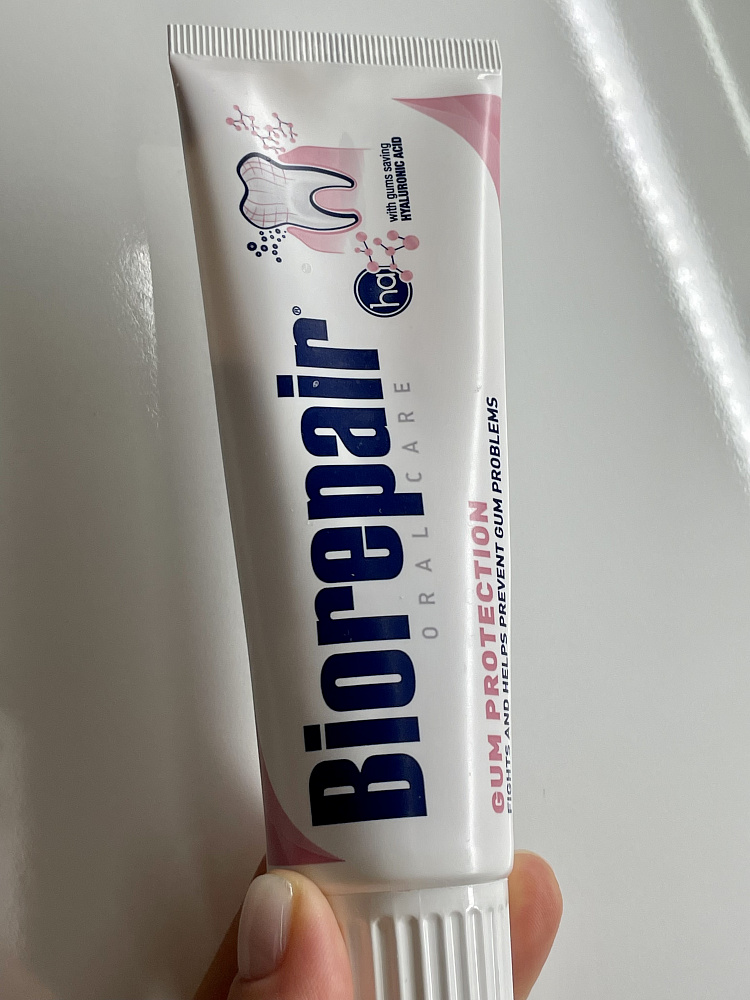 Biorepair®
ORAL CARE
ha
with gums saving
HYALURONIC ACID
GUM PROTECTION
FIGHTS AND HELPS PREVENT GUM PROBLEMS